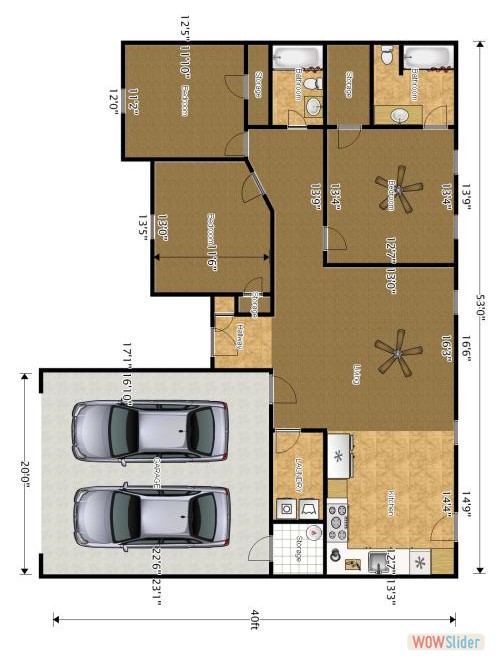 12'5"
11'10"
Bedroom
11'2"
12'0"
Storage
Bathroom
Storage
Bathroom
13'9"
13'4"
Bedroom
13'4"
13'9"
12'7"
13'0"
Bedroom
13'0"
13'5"
11'6"
Storage
Hallway
53'0"
16'3"
16'6"
Living
17'1"
16'10"
GARAGE
20'0"
22'6"
23'1"
LAUNDRY
Storage
Kitchen
14'4"
14'9"
12'7"
13'3"
40ft
WOWSlider